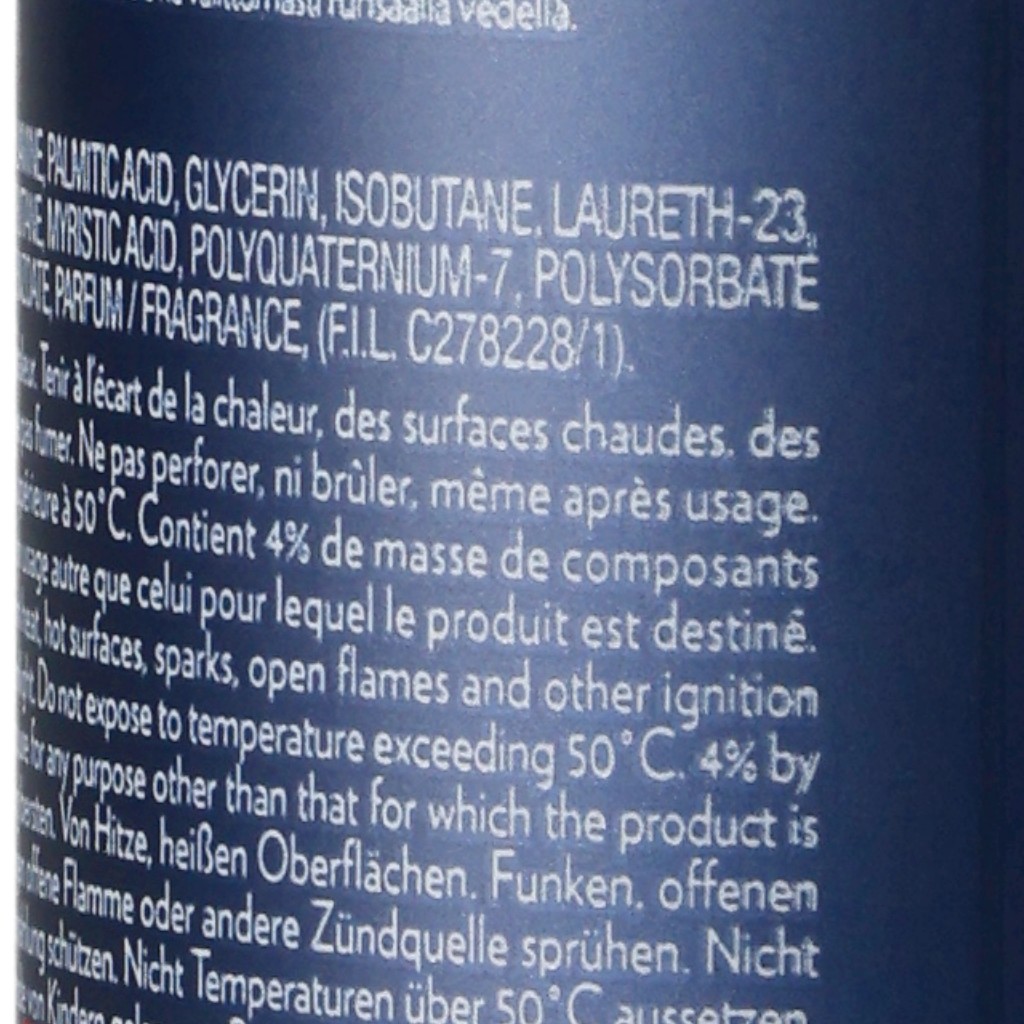 vedellä.
PALMITIC ACID, GLYCERIN, ISOBUTANE, LAURETH-23,
MYRISTIC ACID, POLYQUATERNIUM-7, POLYSORBATE
PARFUM / FRAGRANCE, (F.I.L. C278228/1).
Tenir à l'écart de la chaleur, des surfaces chaudes, des
fumer. Ne pas perforer, ni brûler, même après usage.
à 50°C. Contient 4% de masse de composants
autre que celui pour lequel le produit est destiné.
hot surfaces, sparks, open flames and other ignition
Do not expose to temperature exceeding 50°C. 4% by
for any purpose other than that for which the product is
Von Hitze, heißen Oberflächen, Funken, offenen
offene Flamme oder andere Zündquelle sprühen. Nicht
schützen. Nicht Temperaturen über 50°C aussetzen.
von Kindern